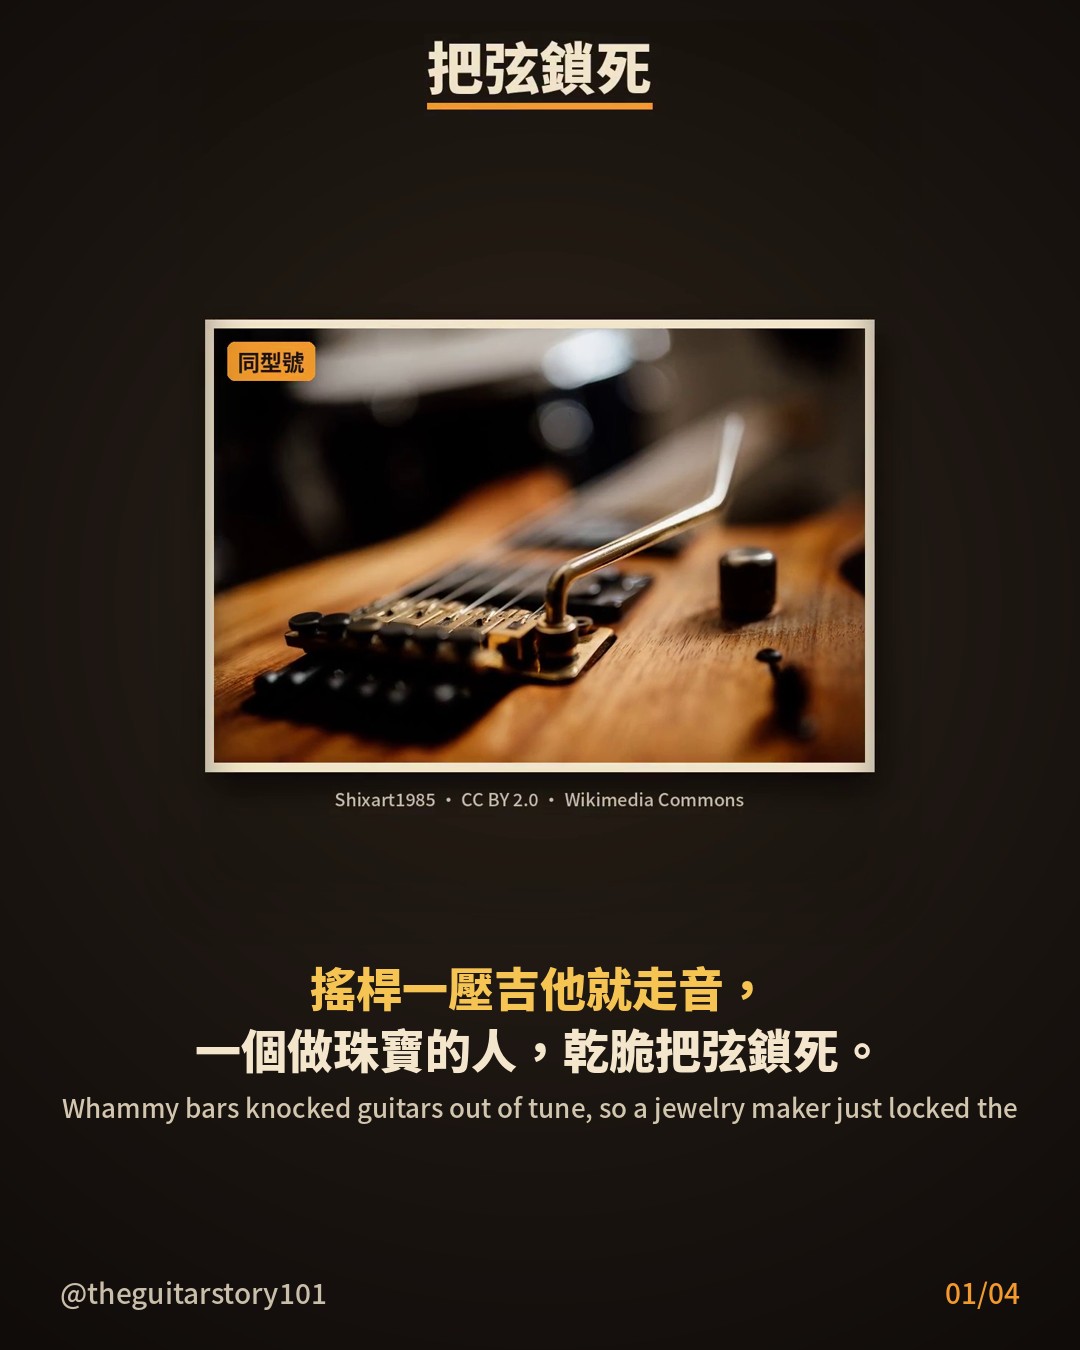 把弦鎖死
同型號
Shixart1985 • CC BY 2.0 • Wikimedia Commons
搖桿一壓吉他就走音，
一個做珠寶的人，乾脆把弦鎖死。
Whammy bars knocked guitars out of tune, so a jewelry maker just locked the
@theguitarstory101
01/04